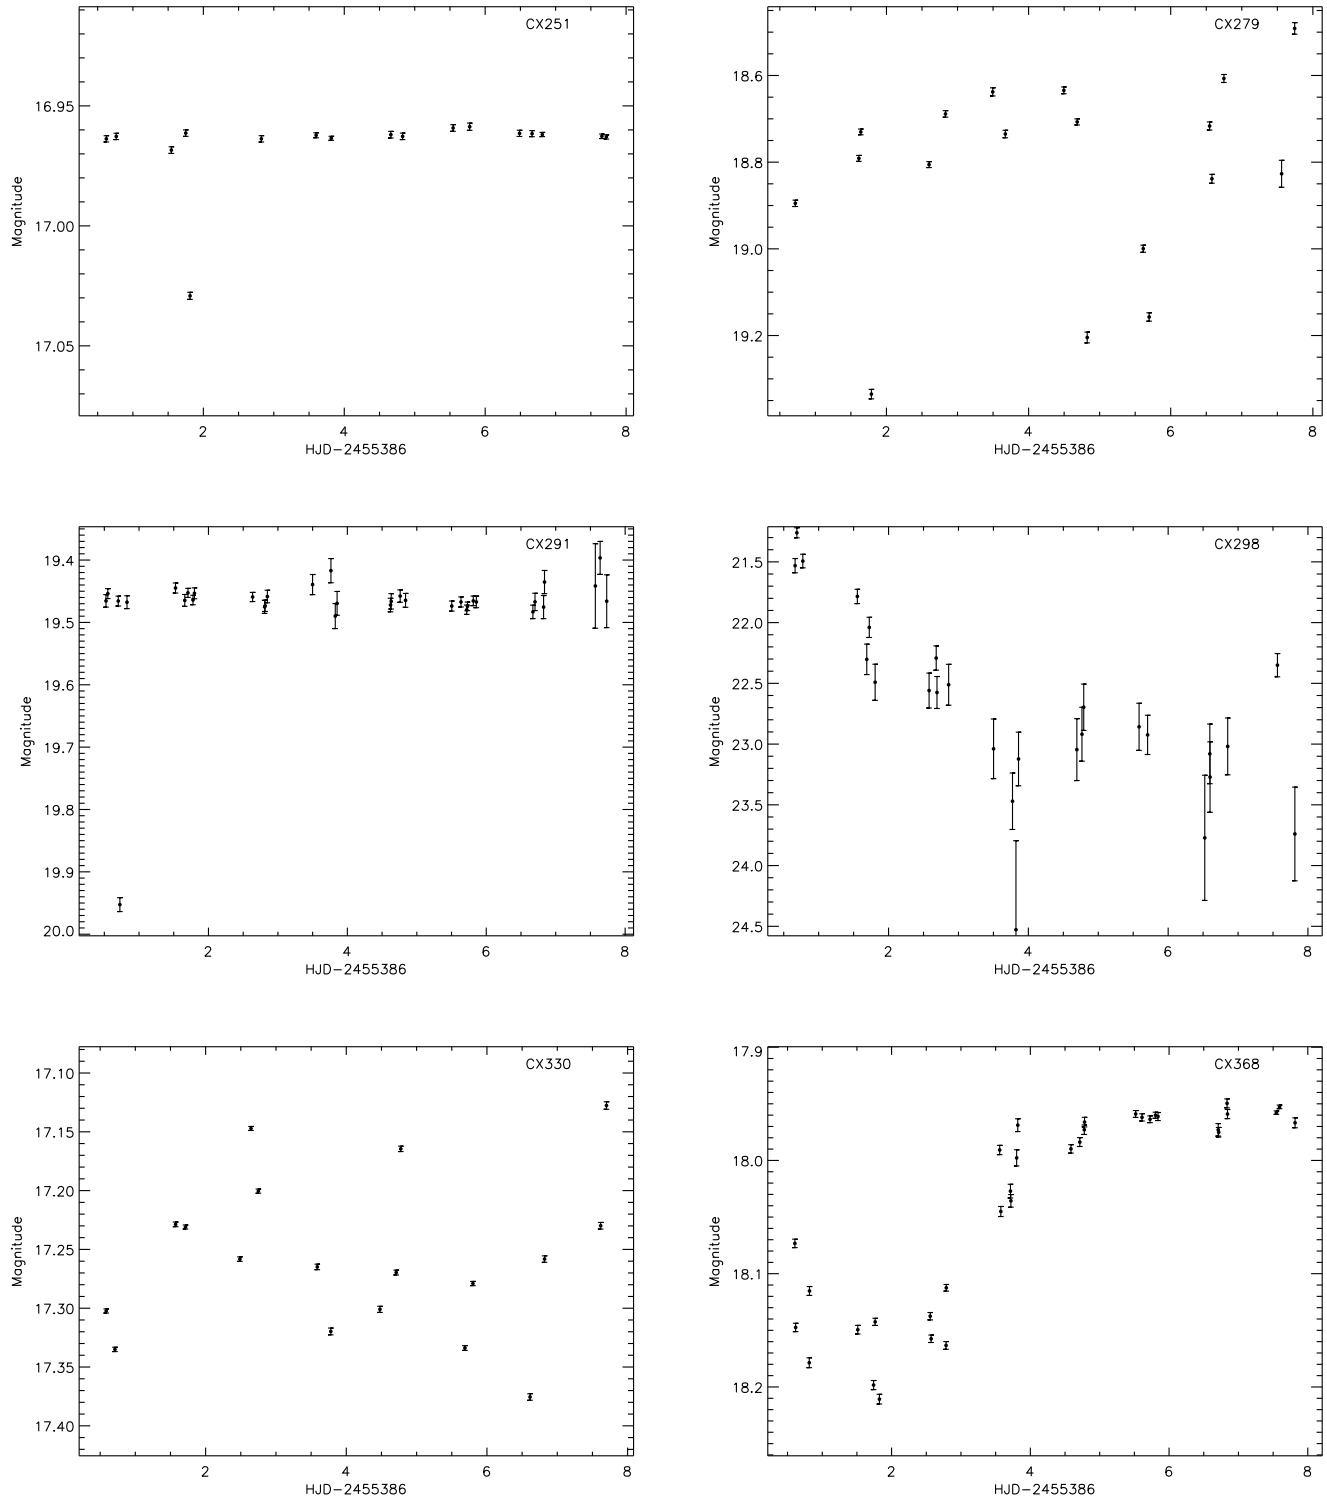 CX251
16.95
17.00
17.05
Magnitude
2 4 6 8
HJD−2455386
CX279
18.6
18.8
19.0
19.2
Magnitude
2 4 6 8
HJD−2455386
CX291
19.4
19.5
19.6
19.7
19.8
19.9
20.0
Magnitude
2 4 6 8
HJD−2455386
CX298
21.5
22.0
22.5
23.0
23.5
24.0
24.5
Magnitude
2 4 6 8
HJD−2455386
CX330
17.10
17.15
17.20
17.25
17.30
17.35
17.40
Magnitude
2 4 6 8
HJD−2455386
CX368
17.9
18.0
18.1
18.2
Magnitude
2 4 6 8
HJD−2455386